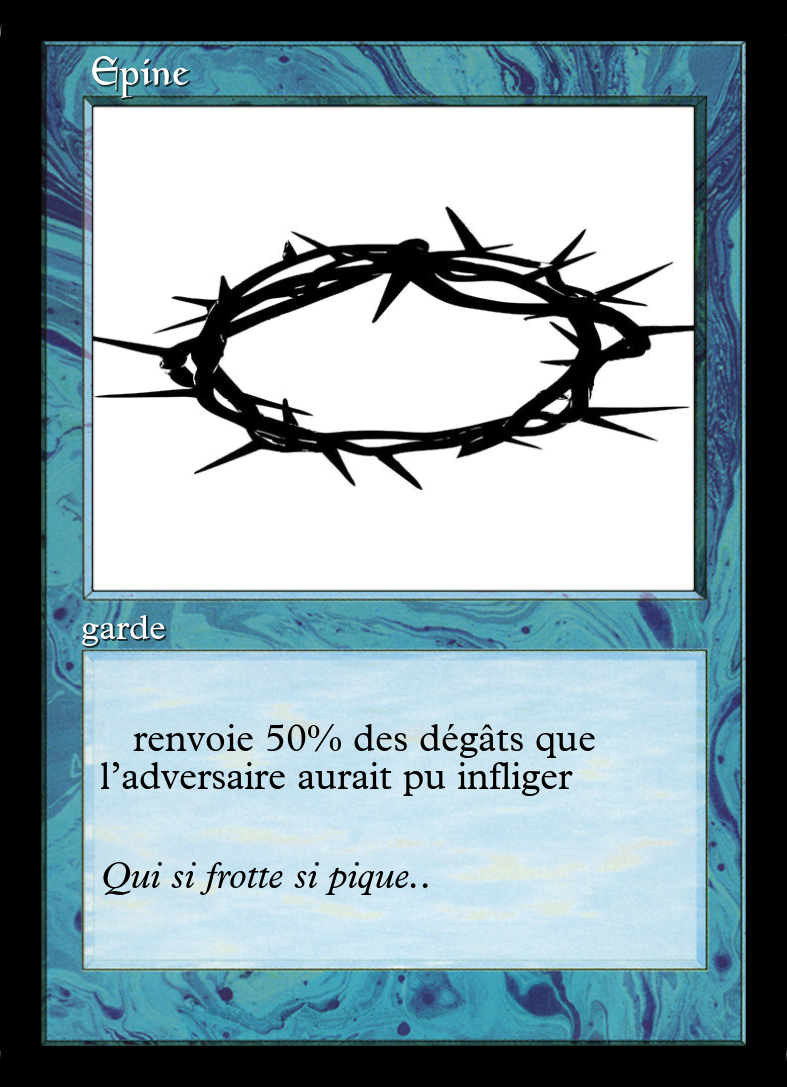 Epine
garde
renvoie 50% des dégâts que
l'adversaire aurait pu infliger
Qui si frotte si pique..